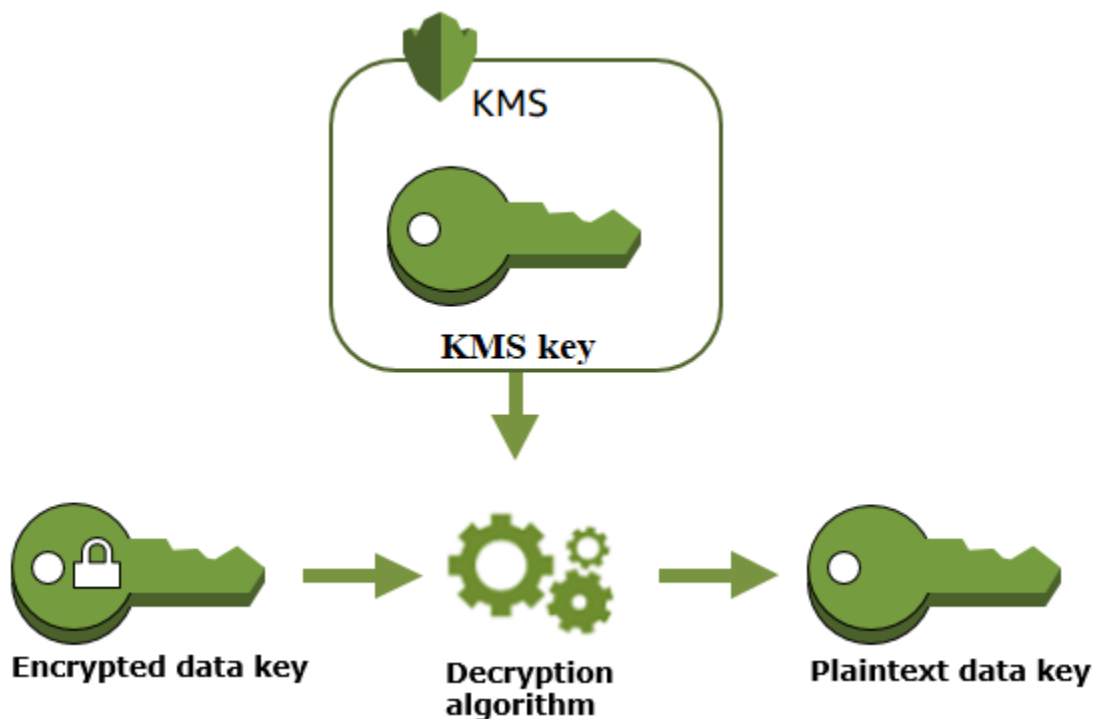 KMS
KMS key
Encrypted data key
Decryption
algorithm
Plaintext data key